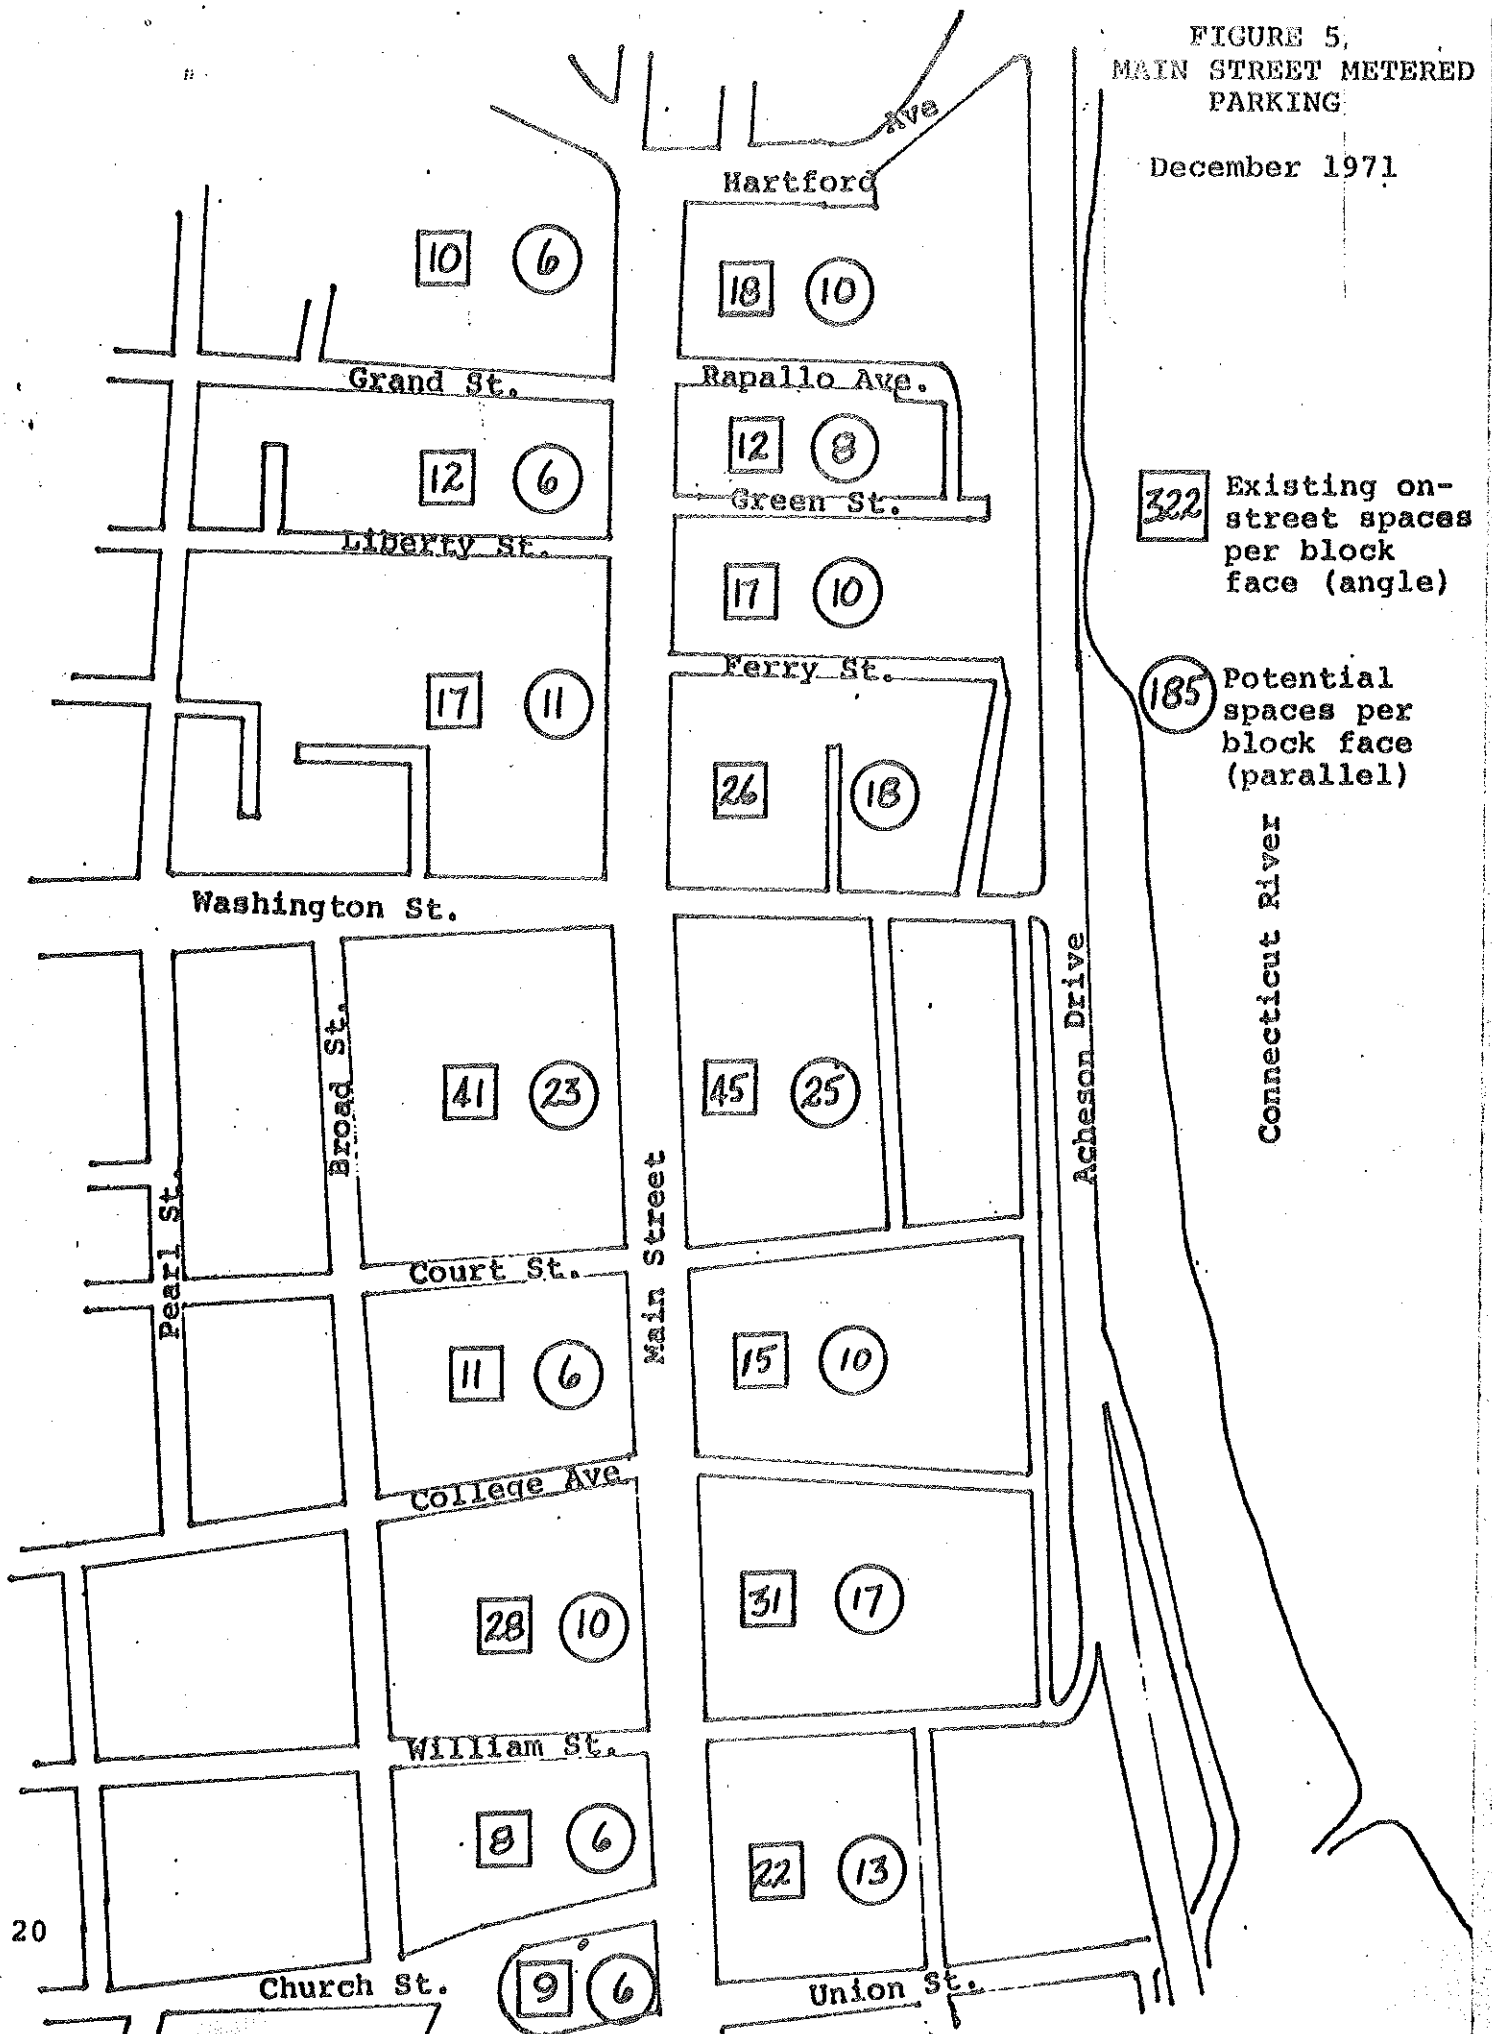 FIGURE 5,
MAIN STREET METERED
PARKING
December 1971
Ave
Hartford
10 6
18 10
Grand St.
Rapallo Ave.
12 6
12 8
Green St.
Liberty St.
17 10
Ferry St.
17 11
26 18
322 Existing on-
street spaces
per block
face (angle)
185 Potential
spaces per
block face
(parallel)
Connecticut River
Washington St.
Broad St.
Acheson Drive
41 23
45 25
Pearl St.
Main Street
Court St.
11 6
15 10
College Ave
28 10
31 17
William St.
8 6
22 13
20
Church St.
9 6
Union St.